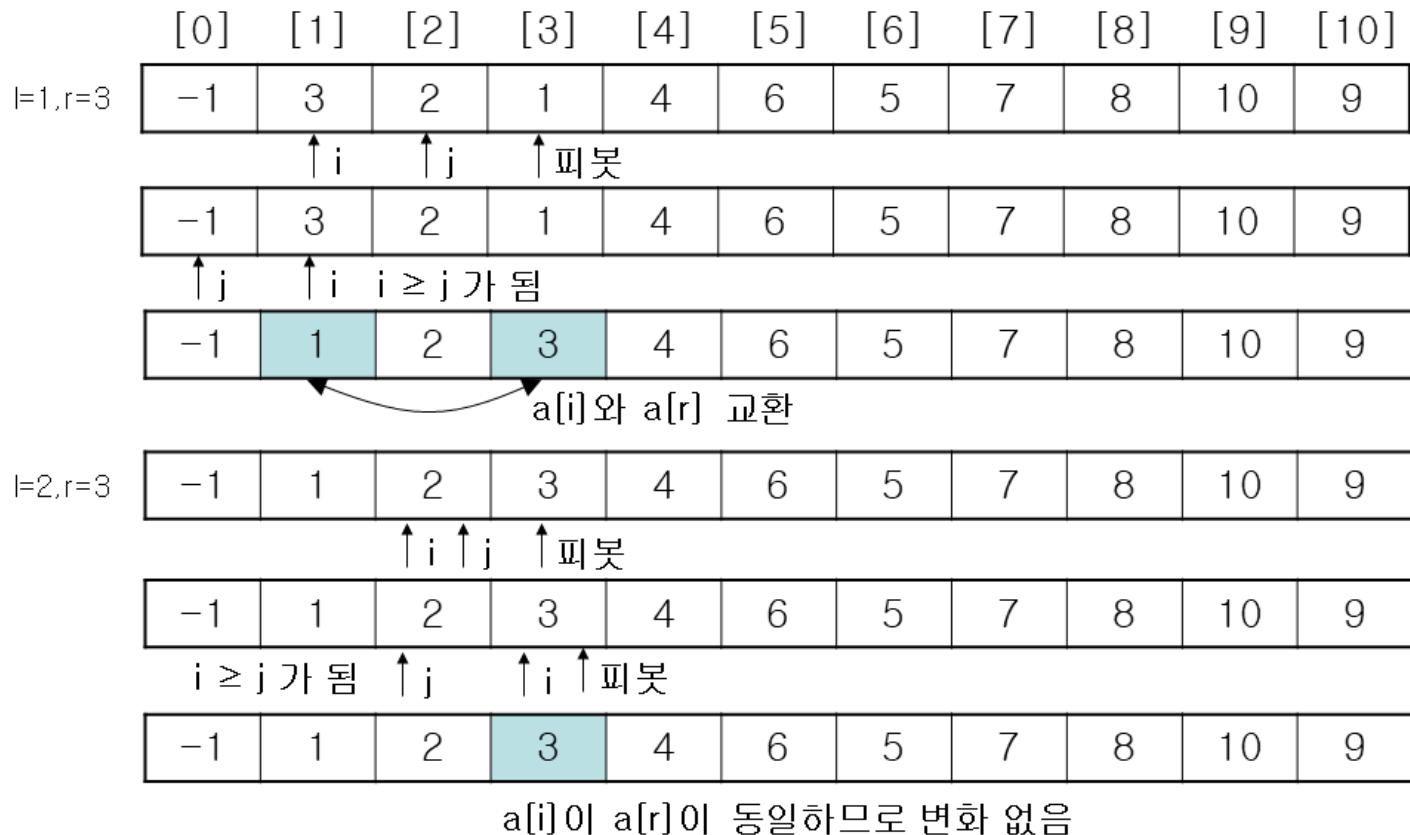 [0] [1] [2] [3] [4] [5] [6] [7] [8] [9] [10]
l=1,r=3 -1 3 2 1 4 6 5 7 8 10 9
i j 피봇
-1 3 2 1 4 6 5 7 8 10 9
j i i ≥ j 가 됨
-1 1 2 3 4 6 5 7 8 10 9
a[i]와 a[r] 교환
l=2,r=3 -1 1 2 3 4 6 5 7 8 10 9
i j 피봇
-1 1 2 3 4 6 5 7 8 10 9
i ≥ j 가 됨 j i 피봇
-1 1 2 3 4 6 5 7 8 10 9
a[i]이 a[r]이 동일하므로 변화 없음